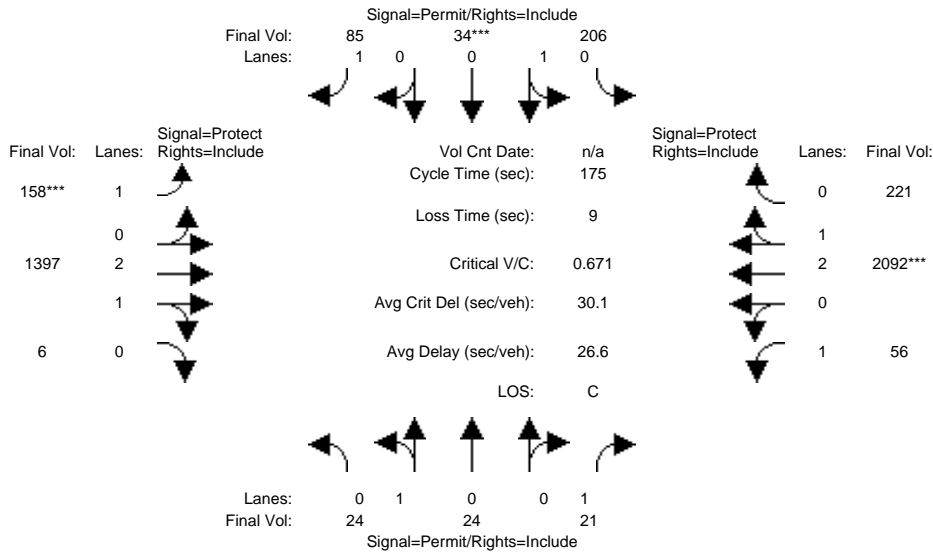 Signal=Permit/Rights=Include
Final Vol: 85 34*** 206
Lanes: 1 0 0 1 0
Signal=Protect Signal=Protect
Final Vol: Lanes: Rights=Include Vol Cnt Date: n/a Rights=Include Lanes: Final Vol:
Cycle Time (sec): 175
158*** 1 0 221
Loss Time (sec): 9
0 1
1397 2 Critical V/C: 0.671 2 2092***
1 Avg Crit Del (sec/veh): 30.1 0
6 0 Avg Delay (sec/veh): 26.6 1 56
LOS: C
Lanes: 0 1 0 0 1
Final Vol: 24 24 21
Signal=Permit/Rights=Include